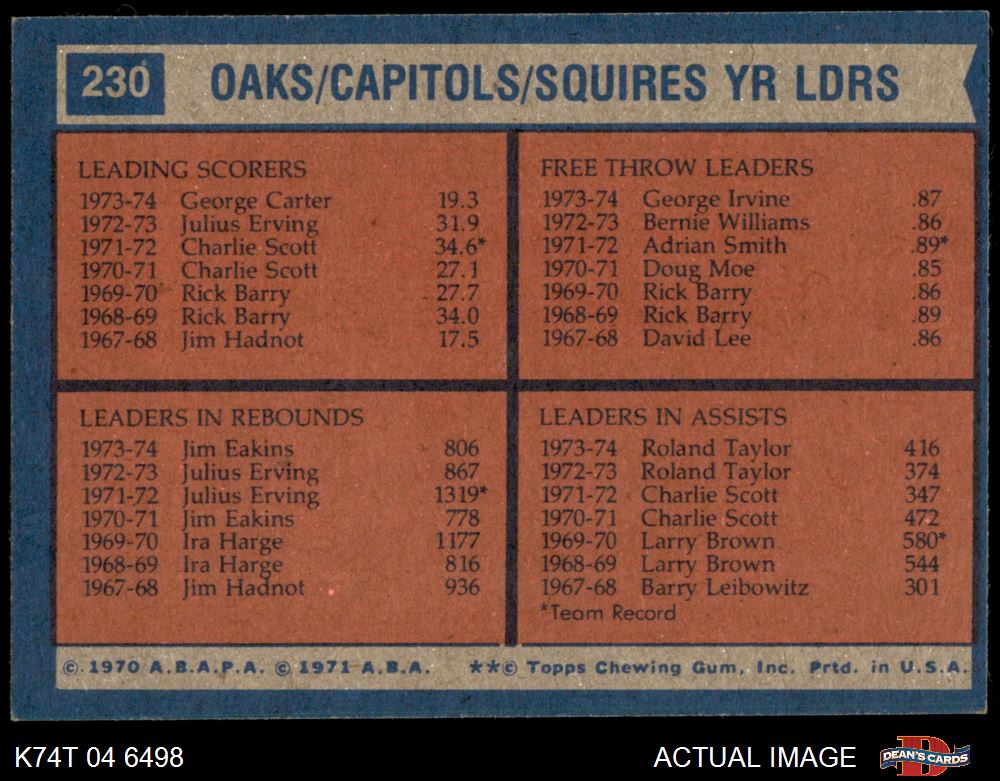 230 OAKS/CAPITOLS/SQUIRES YR LDRS
LEADING SCORERS
1973-74 George Carter 19.3
1972-73 Julius Erving 31.9
1971-72 Charlie Scott 34.6*
1970-71 Charlie Scott 27.1
1969-70 Rick Barry 27.7
1968-69 Rick Barry 34.0
1967-68 Jim Hadnot 17.5
FREE THROW LEADERS
1973-74 George Irvine .87
1972-73 Bernie Williams .86
1971-72 Adrian Smith .89*
1970-71 Doug Moe .85
1969-70 Rick Barry .86
1968-69 Rick Barry .89
1967-68 David Lee .86
LEADERS IN REBOUNDS
1973-74 Jim Eakins 806
1972-73 Julius Erving 867
1971-72 Julius Erving 1319*
1970-71 Jim Eakins 778
1969-70 Ira Harge 1177
1968-69 Ira Harge 816
1967-68 Jim Hadnot 936
LEADERS IN ASSISTS
1973-74 Roland Taylor 416
1972-73 Roland Taylor 374
1971-72 Charlie Scott 347
1970-71 Charlie Scott 472
1969-70 Larry Brown 580*
1968-69 Larry Brown 544
1967-68 Barry Leibowitz 301
*Team Record
© 1970 A.B.A.P.A. © 1971 A.B.A. **© Topps Chewing Gum, Inc. Prtd. in U.S.A.
K74T 04 6498 ACTUAL IMAGE DEAN'S CARDS